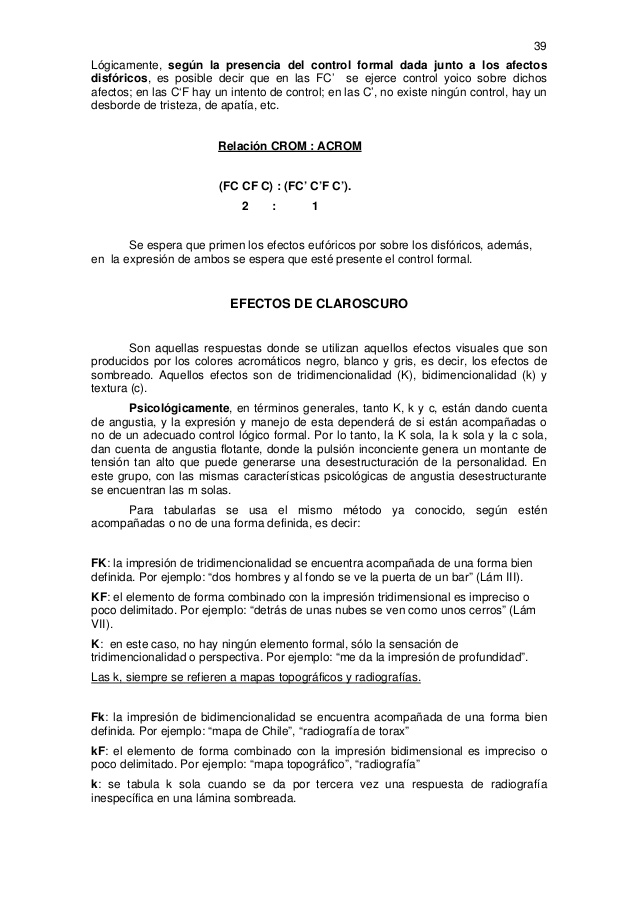 39
Lógicamente, según la presencia del control formal dada junto a los afectos
disfóricos, es posible decir que en las FC’ se ejerce control yoico sobre dichos
afectos; en las C‘F hay un intento de control; en las C’, no existe ningún control, hay un
desborde de tristeza, de apatía, etc.
Relación CROM : ACROM
(FC CF C) : (FC’ C’F C’).
2 : 1
Se espera que primen los efectos eufóricos por sobre los disfóricos, además,
en la expresión de ambos se espera que esté presente el control formal.
EFECTOS DE CLAROSCURO
Son aquellas respuestas donde se utilizan aquellos efectos visuales que son
producidos por los colores acromáticos negro, blanco y gris, es decir, los efectos de
sombreado. Aquellos efectos son de tridimencionalidad (K), bidimencionalidad (k) y
textura (c).
Psicológicamente, en términos generales, tanto K, k y c, están dando cuenta
de angustia, y la expresión y manejo de esta dependerá de si están acompañadas o
no de un adecuado control lógico formal. Por lo tanto, la K sola, la k sola y la c sola,
dan cuenta de angustia flotante, donde la pulsión inconciente genera un montante de
tensión tan alto que puede generarse una desestructuración de la personalidad. En
este grupo, con las mismas características psicológicas de angustia desestructurante
se encuentran las m solas.
Para tabularlas se usa el mismo método ya conocido, según estén
acompañadas o no de una forma definida, es decir:
FK: la impresión de tridimencionalidad se encuentra acompañada de una forma bien
definida. Por ejemplo: “dos hombres y al fondo se ve la puerta de un bar” (Lám III).
KF: el elemento de forma combinado con la impresión tridimensional es impreciso o
poco delimitado. Por ejemplo: “detrás de unas nubes se ven como unos cerros” (Lám
VII).
K: en este caso, no hay ningún elemento formal, sólo la sensación de
tridimencionalidad o perspectiva. Por ejemplo: “me da la impresión de profundidad”.
Las k, siempre se refieren a mapas topográficos y radiografías.
Fk: la impresión de bidimencionalidad se encuentra acompañada de una forma bien
definida. Por ejemplo: “mapa de Chile”, “radiografía de torax”
kF: el elemento de forma combinado con la impresión bidimensional es impreciso o
poco delimitado. Por ejemplo: “mapa topográfico”, “radiografía”
k: se tabula k sola cuando se da por tercera vez una respuesta de radiografía
inespecífica en una lámina sombreada.